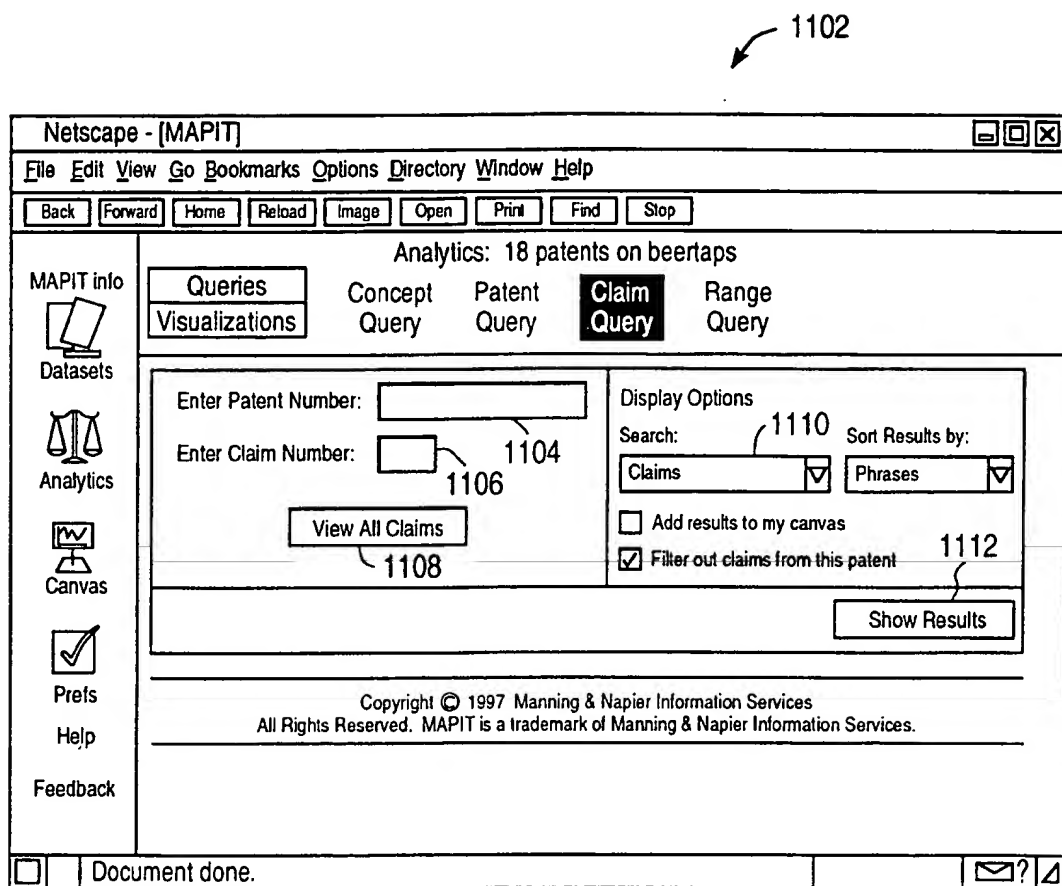 1102
Netscape - [MAPIT]
File Edit View Go Bookmarks Options Directory Window Help
Back Forward Home Reload Image Open Print Find Stop
Analytics: 18 patents on beertaps
MAPIT info
Queries
Visualizations
Concept Query
Patent Query
Claim Query
Range Query
Datasets
Analytics
Canvas
Prefs
Help
Feedback
Enter Patent Number:
1104
Enter Claim Number:
1106
View All Claims
1108
Display Options
Search:
1110
Sort Results by:
Claims
Phrases
Add results to my canvas
Filter out claims from this patent
1112
Show Results
Copyright © 1997 Manning & Napier Information Services
All Rights Reserved. MAPIT is a trademark of Manning & Napier Information Services.
Document done.
?